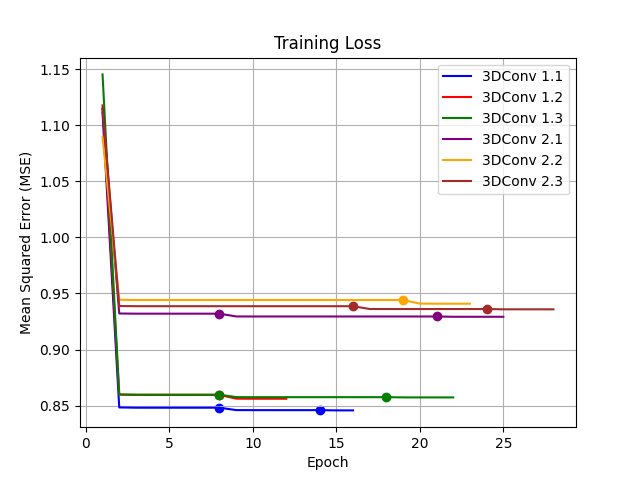 Training Loss
Mean Squared Error (MSE)
1.15
1.10
1.05
1.00
0.95
0.90
0.85
3DConv 1.1
3DConv 1.2
3DConv 1.3
3DConv 2.1
3DConv 2.2
3DConv 2.3
0 5 10 15 20 25
Epoch